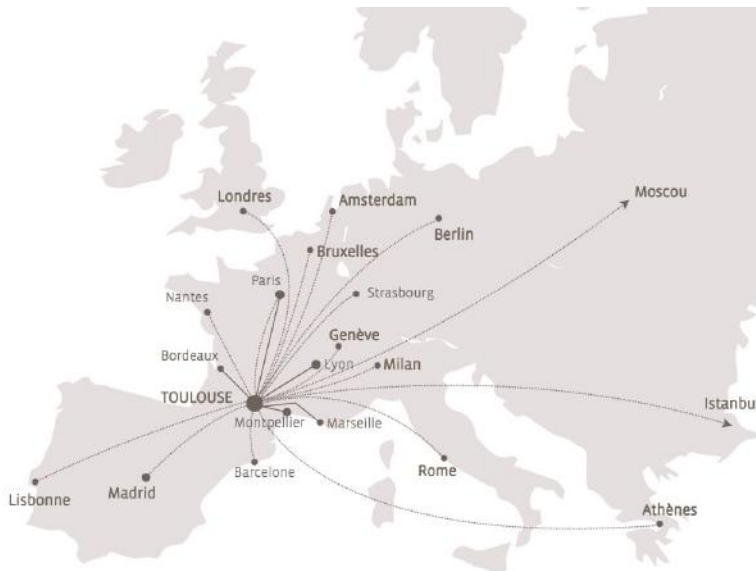 Moscou
Londres
Amsterdam
Berlin
Bruxelles
Paris
Strasbourg
Nantes
Genève
Bordeaux
Lyon
Milan
TOULOUSE
Istanbul
Montpellier
Marseille
Barcelone
Rome
Lisbonne
Madrid
Athènes